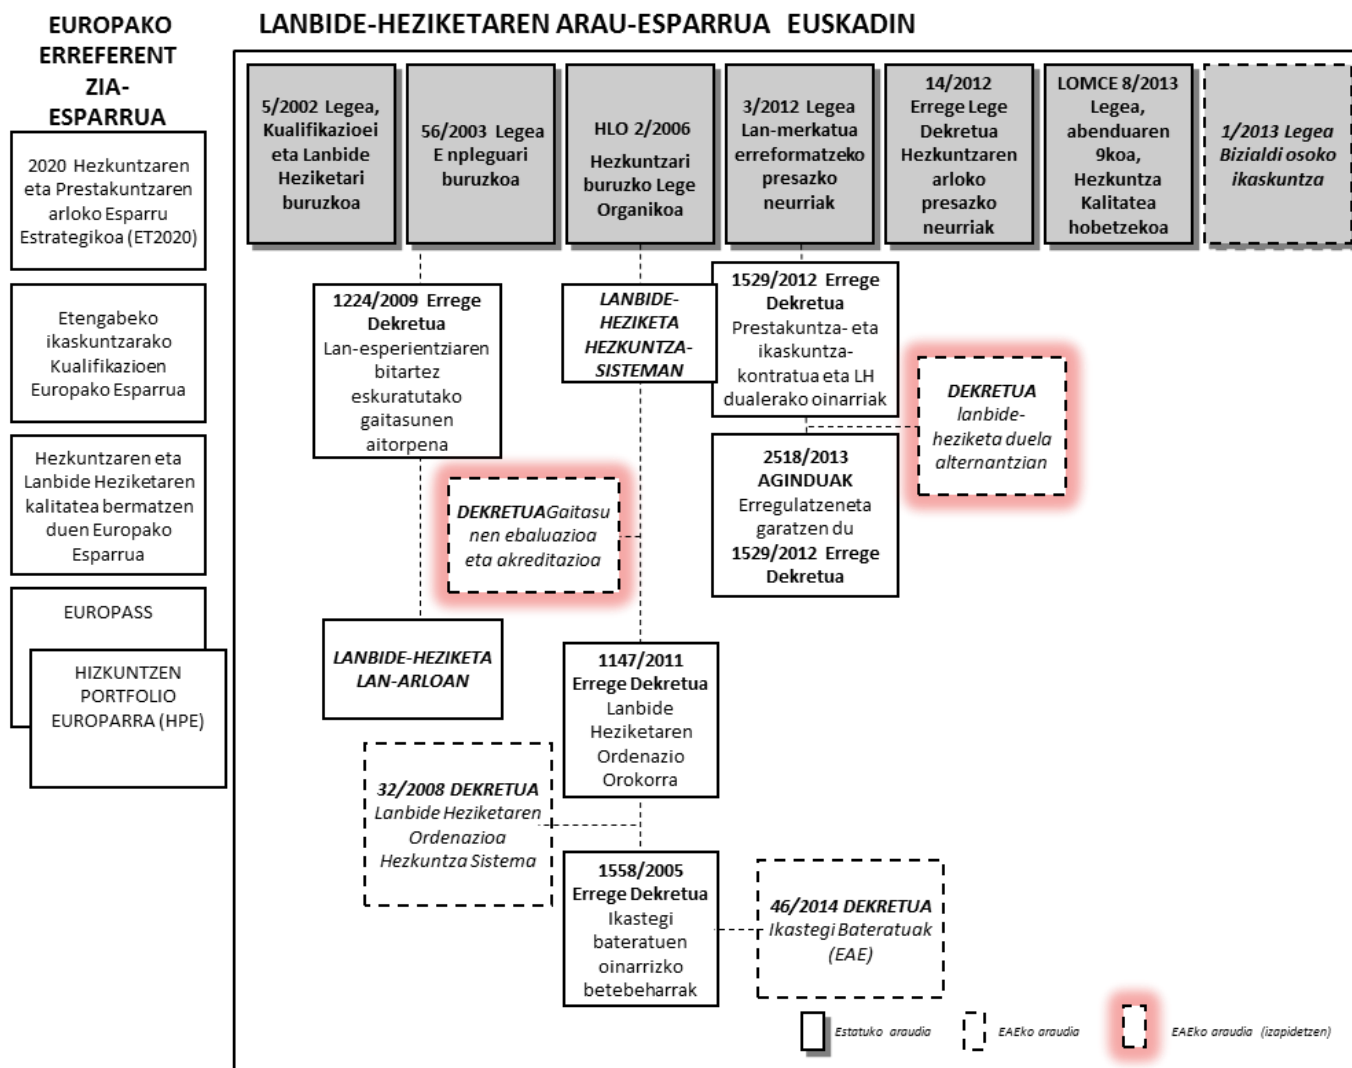 EUROPAKO
ERREFERENT
ZIA-
ESPARRUA
2020 Hezkuntzaren
eta Prestakuntzaren
arloko Esparru
Estrategikoa (ET2020)
Etengabeko
ikaskuntzarako
Kualifikazioen
Europako Esparrua
Hezkuntzaren eta
Lanbide Heziketaren
kalitatea bermatzen
duen Europako
Esparrua
EUROPASS
HIZKUNTZEN
PORTFOLIO
EUROPARRA (HPE)
LANBIDE-HEZIKETAREN ARAU-ESPARRUA EUSKADIN
5/2002 Legea,
Kualifikazioei
eta Lanbide
Heziketari
buruzkoa
56/2003 Legea
E npleguari
buruzkoa
HLO 2/2006
Hezkuntzari
buruzko Lege
Organikoa
3/2012 Legea
Lan-merkatua
erreformatzeko
presazko
neurriak
14/2012
Errege Lege
Dekretua
Hezkuntzaren
arloko
presazko
neurriak
LOMCE 8/2013
Legea,
abenduaren
9koa,
Hezkuntza
Kalitatea
hobetzekoa
1/2013 Legea
Bizialdi osoko
ikaskuntza
1224/2009 Errege
Dekretua
Lan-esperientziaren
bitartez
eskuratutako
gaitasunen
aitorpena
LANBIDE-
HEZIKETA
HEZKUNTZA-
SISTEMAN
1529/2012 Errege
Dekretua
Prestakuntza- eta
ikaskuntza-
kontratua eta LH
dualerako oinarriak
DEKRETUA
lanbide-
heziketa duela
alternantzian
2518/2013
AGINDUAK
Erregulatzeneta
garatzen du
1529/2012 Errege
Dekretua
DEKRETUAGaitasu
nen ebaluazioa
eta akreditazioa
LANBIDE-HEZIKETA
LAN-ARLOAN
1147/2011
Errege Dekretua
Lanbide
Heziketaren
Ordenazio
Orokorra
32/2008 DEKRETUA
Lanbide Heziketaren
Ordenazioa
Hezkuntza Sistema
1558/2005
Errege Dekretua
Ikastegi
bateratuen
oinarrizko
betebeharrak
46/2014 DEKRETUA
Ikastegi Bateratuak
(EAE)
Estatuko araudia
EAEko araudia
EAEko araudia (izapidetzen)